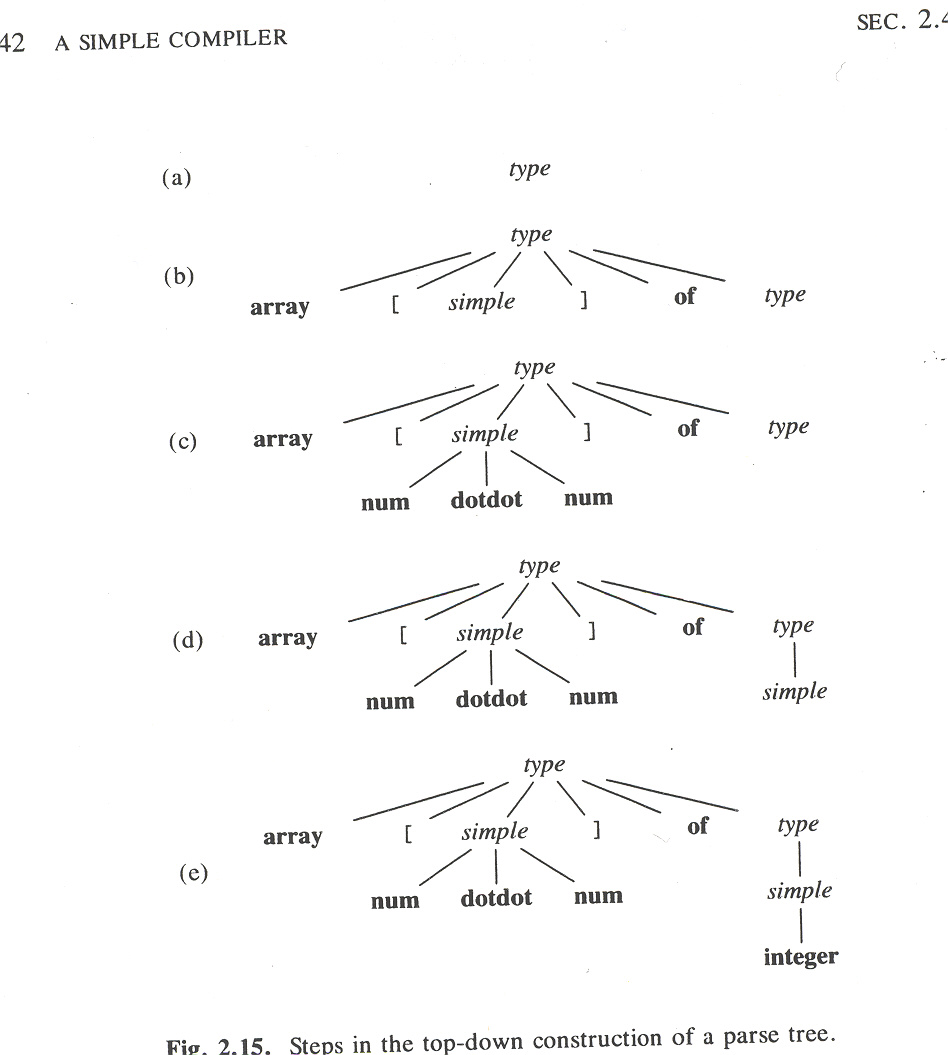 42 A SIMPLE COMPILER SEC. 2.4
(a) type
type
(b) array [ simple ] of type
type
(c) array [ simple ] of type
num dotdot num
type
(d) array [ simple ] of type
num dotdot num simple
type
array [ simple ] of type
(e)
num dotdot num simple
integer
Fig. 2.15. Steps in the top-down construction of a parse tree.